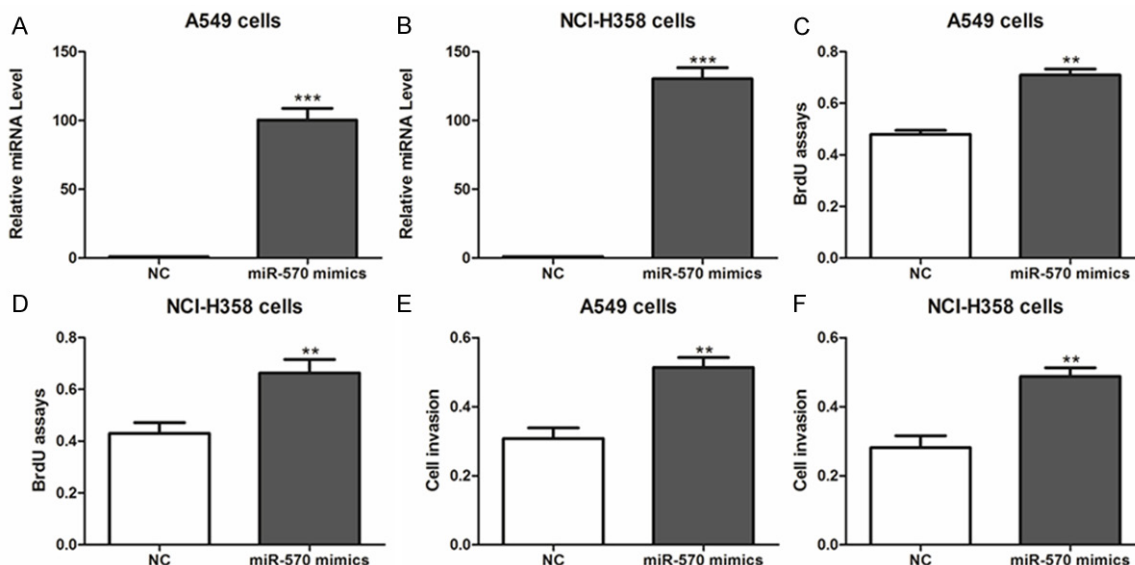 A
A549 cells
Relative miRNA Level
150
100
50
0
***
NC
miR-570 mimics
B
NCI-H358 cells
Relative miRNA Level
150
100
50
0
***
NC
miR-570 mimics
C
A549 cells
BrdU assays
0.8
0.6
0.4
0.2
0.0
**
NC
miR-570 mimics
D
NCI-H358 cells
BrdU assays
0.8
0.6
0.4
0.2
0.0
**
NC
miR-570 mimics
E
A549 cells
Cell invasion
0.6
0.4
0.2
0.0
**
NC
miR-570 mimics
F
NCI-H358 cells
Cell invasion
0.6
0.4
0.2
0.0
**
NC
miR-570 mimics